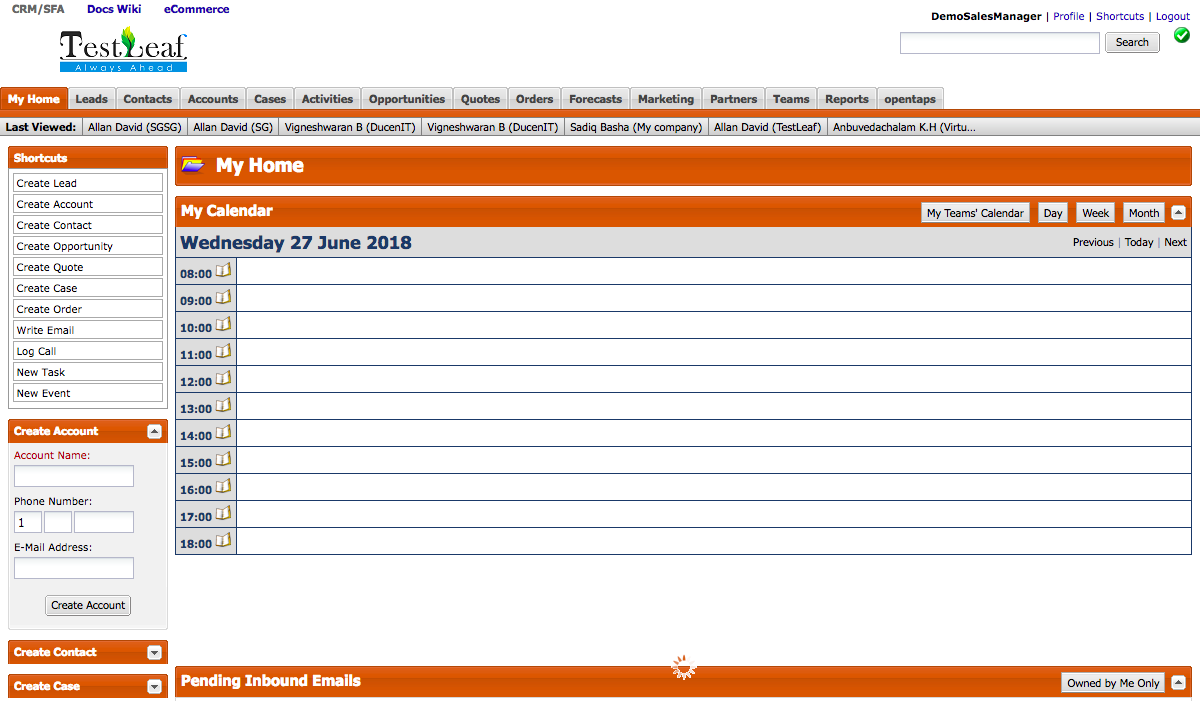 CRM/SFA Docs Wiki eCommerce
DemoSalesManager | Profile | Shortcuts | Logout
TestLeaf
Always Ahead
Search
My Home Leads Contacts Accounts Cases Activities Opportunities Quotes Orders Forecasts Marketing Partners Teams Reports opentaps
Last Viewed: Allan David (SGSG) Allan David (SG) Vigneshwaran B (DucenIT) Vigneshwaran B (DucenIT) Sadiq Basha (My company) Allan David (TestLeaf) Anbuvedachalam K.H (Virtu...
Shortcuts
Create Lead
Create Account
Create Contact
Create Opportunity
Create Quote
Create Case
Create Order
Write Email
Log Call
New Task
New Event
Create Account
Account Name:
Phone Number:
1
E-Mail Address:
Create Account
Create Contact
Create Case
My Home
My Calendar My Teams' Calendar Day Week Month
Wednesday 27 June 2018 Previous | Today | Next
08:00
09:00
10:00
11:00
12:00
13:00
14:00
15:00
16:00
17:00
18:00
Pending Inbound Emails Owned by Me Only